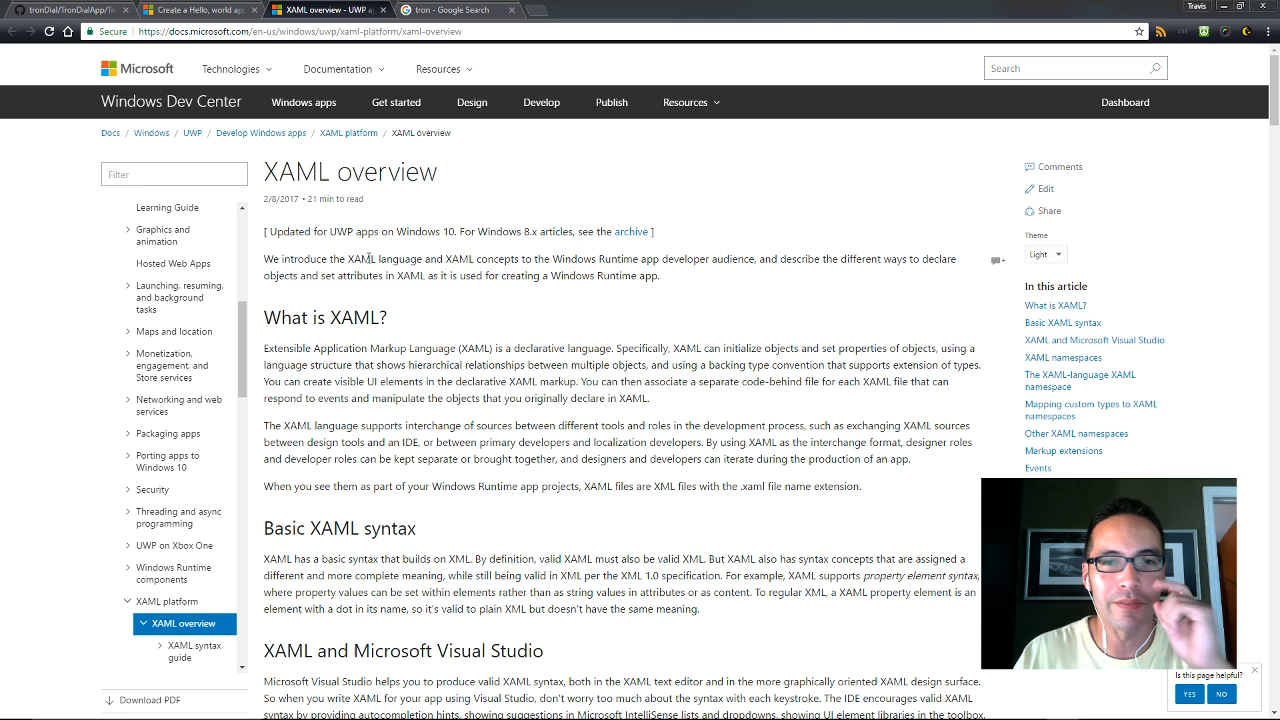 tronDial/TronDialApp/Tro
Create a Hello, world app
XAML overview - UWP a
tron - Google Search
Travis
Secure
https://docs.microsoft.com/en-us/windows/uwp/xaml-platform/xaml-overview
Microsoft
Technologies
Documentation
Resources
Search
Windows Dev Center
Windows apps
Get started
Design
Develop
Publish
Resources
Dashboard
Docs / Windows / UWP / Develop Windows apps / XAML platform / XAML overview
Filter
Learning Guide
Graphics and
animation
Hosted Web Apps
Launching, resuming,
and background
tasks
Maps and location
Monetization,
engagement, and
Store services
Networking and web
services
Packaging apps
Porting apps to
Windows 10
Security
Threading and async
programming
UWP on Xbox One
Windows Runtime
components
XAML platform
XAML overview
XAML syntax
guide
Download PDF
XAML overview
2/8/2017 • 21 min to read
[ Updated for UWP apps on Windows 10. For Windows 8.x articles, see the archive ]
We introduce the XAML language and XAML concepts to the Windows Runtime app developer audience, and describe the different ways to declare
objects and set attributes in XAML as it is used for creating a Windows Runtime app.
What is XAML?
Extensible Application Markup Language (XAML) is a declarative language. Specifically, XAML can initialize objects and set properties of objects, using a
language structure that shows hierarchical relationships between multiple objects, and using a backing type convention that supports extension of types.
You can create visible UI elements in the declarative XAML markup. You can then associate a separate code-behind file for each XAML file that can
respond to events and manipulate the objects that you originally declare in XAML.
The XAML language supports interchange of sources between different tools and roles in the development process, such as exchanging XAML sources
between design tools and an IDE, or between primary developers and localization developers. By using XAML as the interchange format, designer roles
and developer roles can be kept separate or brought together, and designers and developers can iterate during the production of an app.
When you see them as part of your Windows Runtime app projects, XAML files are XML files with the .xaml file name extension.
Basic XAML syntax
XAML has a basic syntax that builds on XML. By definition, valid XAML must also be valid XML. But XAML also has syntax concepts that are assigned a
different and more complete meaning, while still being valid in XML per the XML 1.0 specification. For example, XAML supports property element syntax,
where property values can be set within elements rather than as string values in attributes or as content. To regular XML, a XAML property element is an
element with a dot in its name, so it's valid to plain XML but doesn't have the same meaning.
XAML and Microsoft Visual Studio
Microsoft Visual Studio helps you to produce valid XAML syntax, both in the XAML text editor and in the more graphically oriented XAML design surface.
So when you write XAML for your app using Visual Studio, don't worry too much about the syntax with each keystroke. The IDE encourages valid XAML
syntax by providing autocompletion hints, showing suggestions in Microsoft IntelliSense lists and dropdowns, showing UI element libraries in the toolbox,
Comments
Edit
Share
Theme
Light
In this article
What is XAML?
Basic XAML syntax
XAML and Microsoft Visual Studio
XAML namespaces
The XAML-language XAML
namespace
Mapping custom types to XAML
namespaces
Other XAML namespaces
Markup extensions
Events
Is this page helpful?
YES
NO